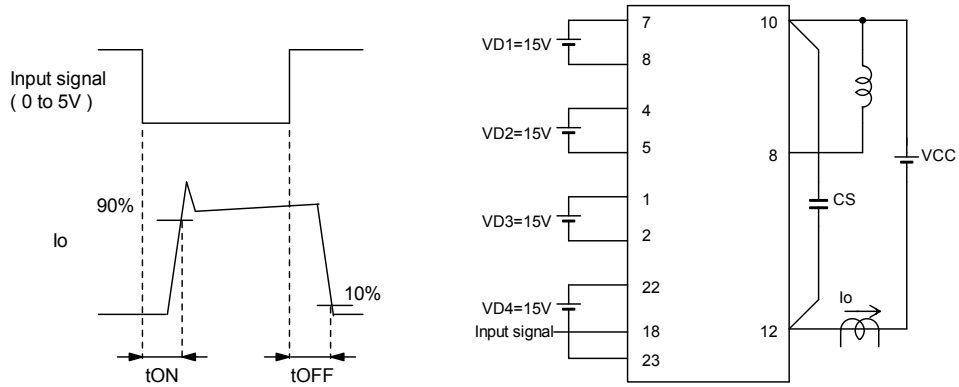 Input signal
( 0 to 5V )
90%
Io
10%
tON
tOFF
VD1=15V
7
8
VD2=15V
4
5
VD3=15V
1
2
VD4=15V
22
Input signal
18
23
10
8
12
VCC
CS
Io